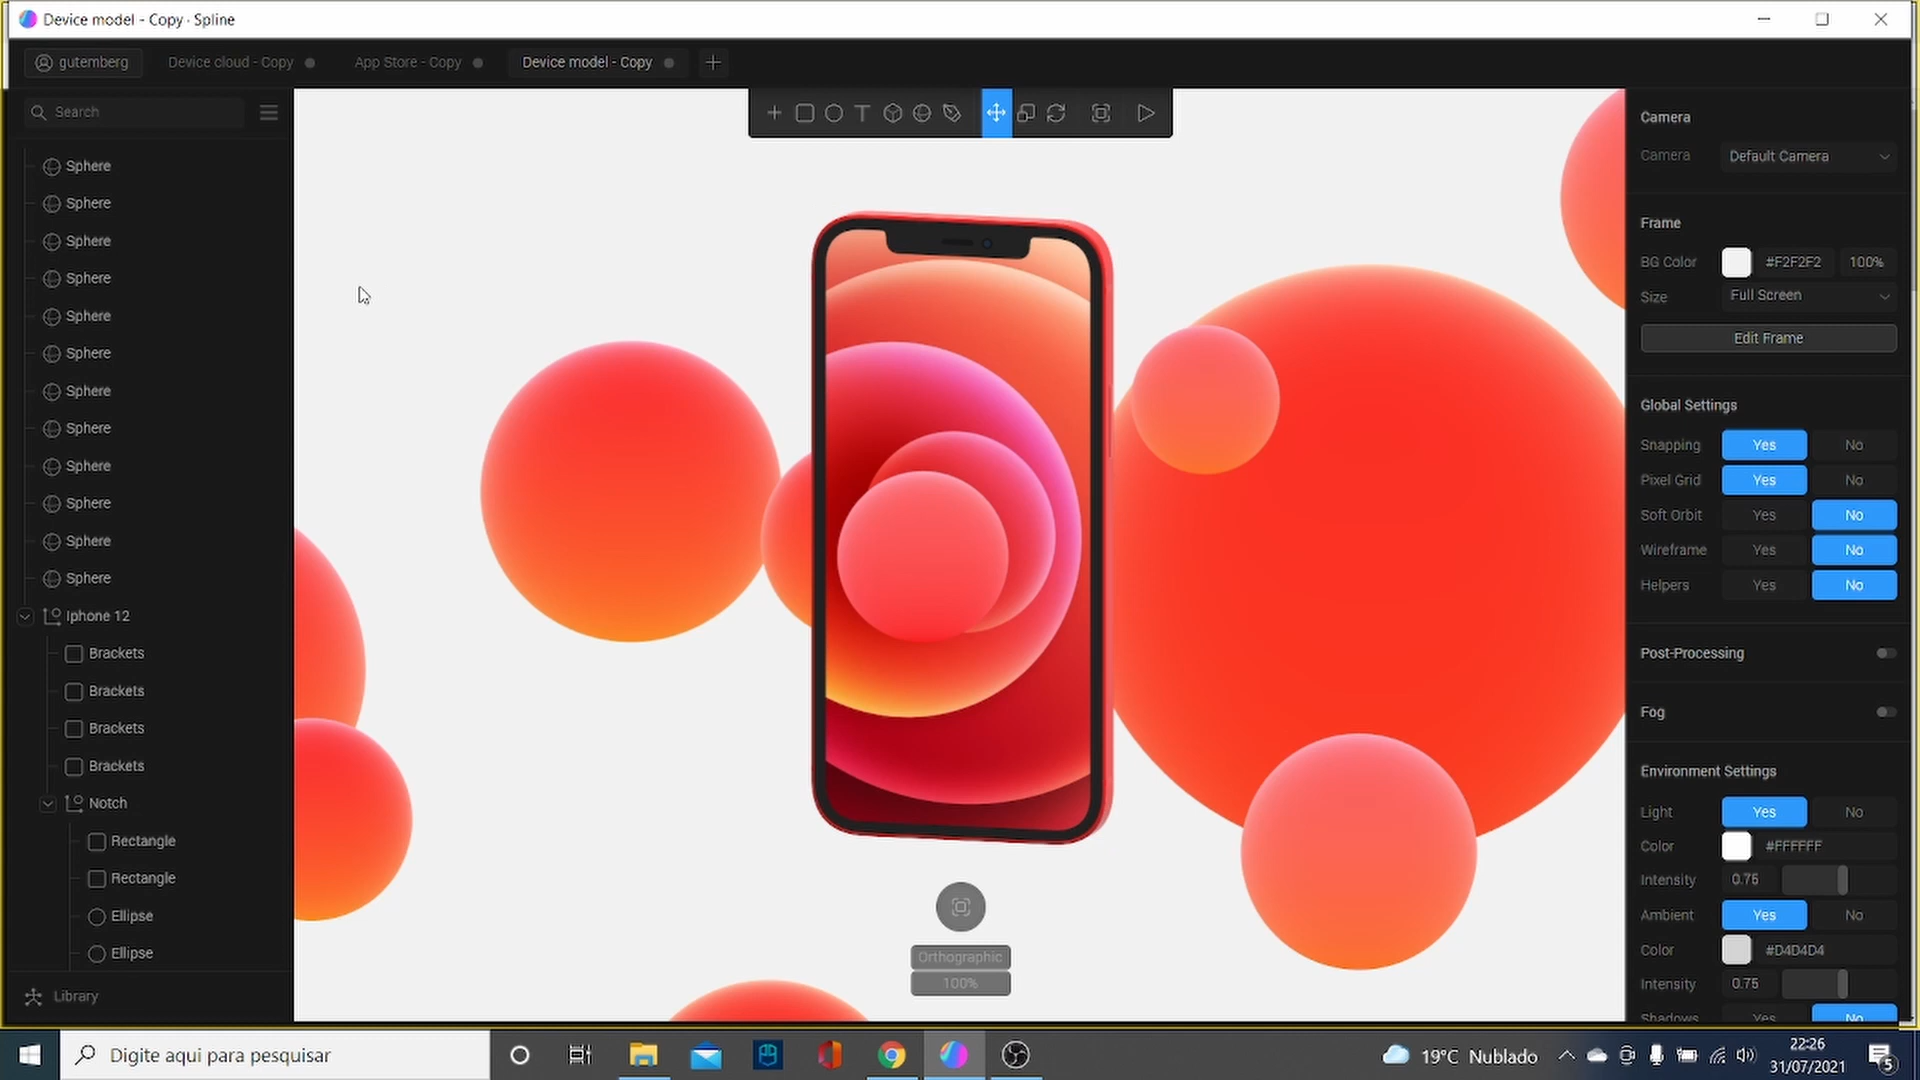 Device model - Copy · Spline
gutemberg
Device cloud - Copy
App Store - Copy
Device model - Copy
Search
Sphere
Sphere
Sphere
Sphere
Sphere
Sphere
Sphere
Sphere
Sphere
Sphere
Sphere
Sphere
Iphone 12
Brackets
Brackets
Brackets
Brackets
Notch
Rectangle
Rectangle
Ellipse
Ellipse
Library
Orthographic
100%
Camera
Camera Default Camera
Frame
BG Color #F2F2F2 100%
Size Full Screen
Edit Frame
Global Settings
Snapping Yes No
Pixel Grid Yes No
Soft Orbit Yes No
Wireframe Yes No
Helpers Yes No
Post-Processing
Fog
Environment Settings
Light Yes No
Color #FFFFFF
Intensity 0.75
Ambient Yes No
Color #D4D4D4
Intensity 0.75
Shadows Yes No
Digite aqui para pesquisar
19°C Nublado
22:26
31/07/2021
5